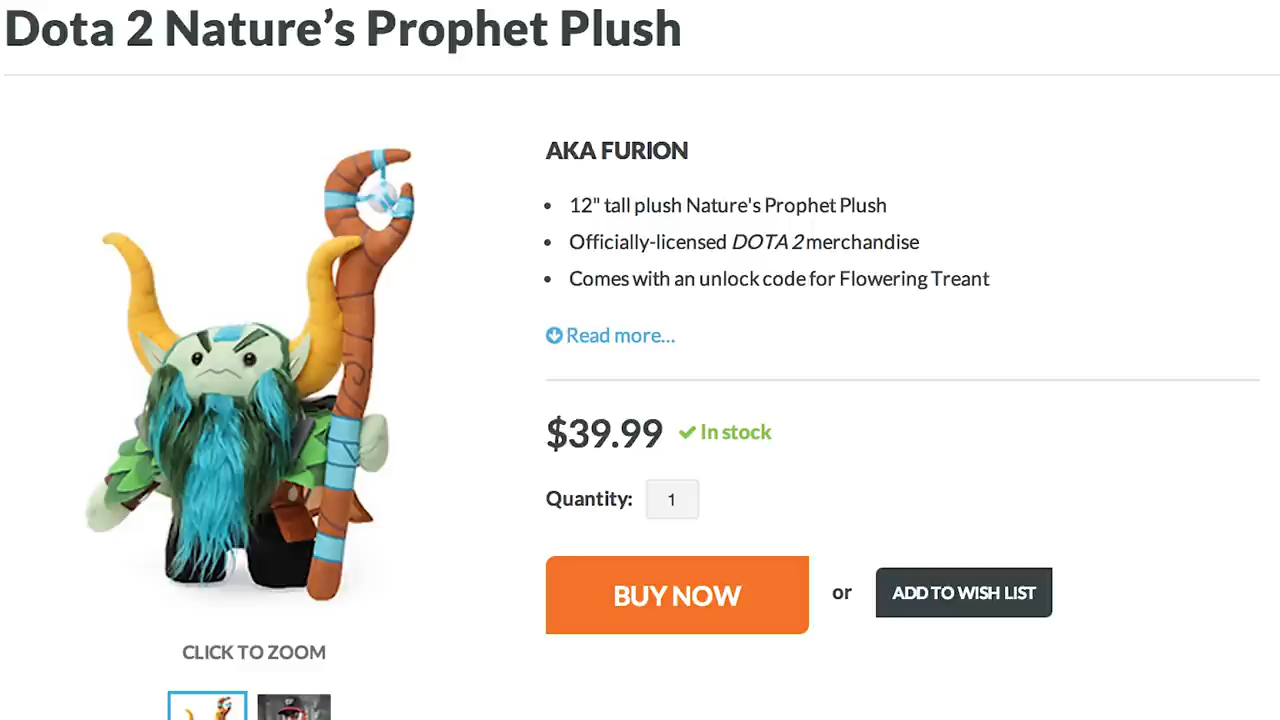 Dota 2 Nature’s Prophet Plush
AKA FURION
12" tall plush Nature's Prophet Plush
Officially-licensed DOTA 2 merchandise
Comes with an unlock code for Flowering Treant
Read more...
$39.99 In stock
Quantity: 1
BUY NOW or ADD TO WISH LIST
CLICK TO ZOOM